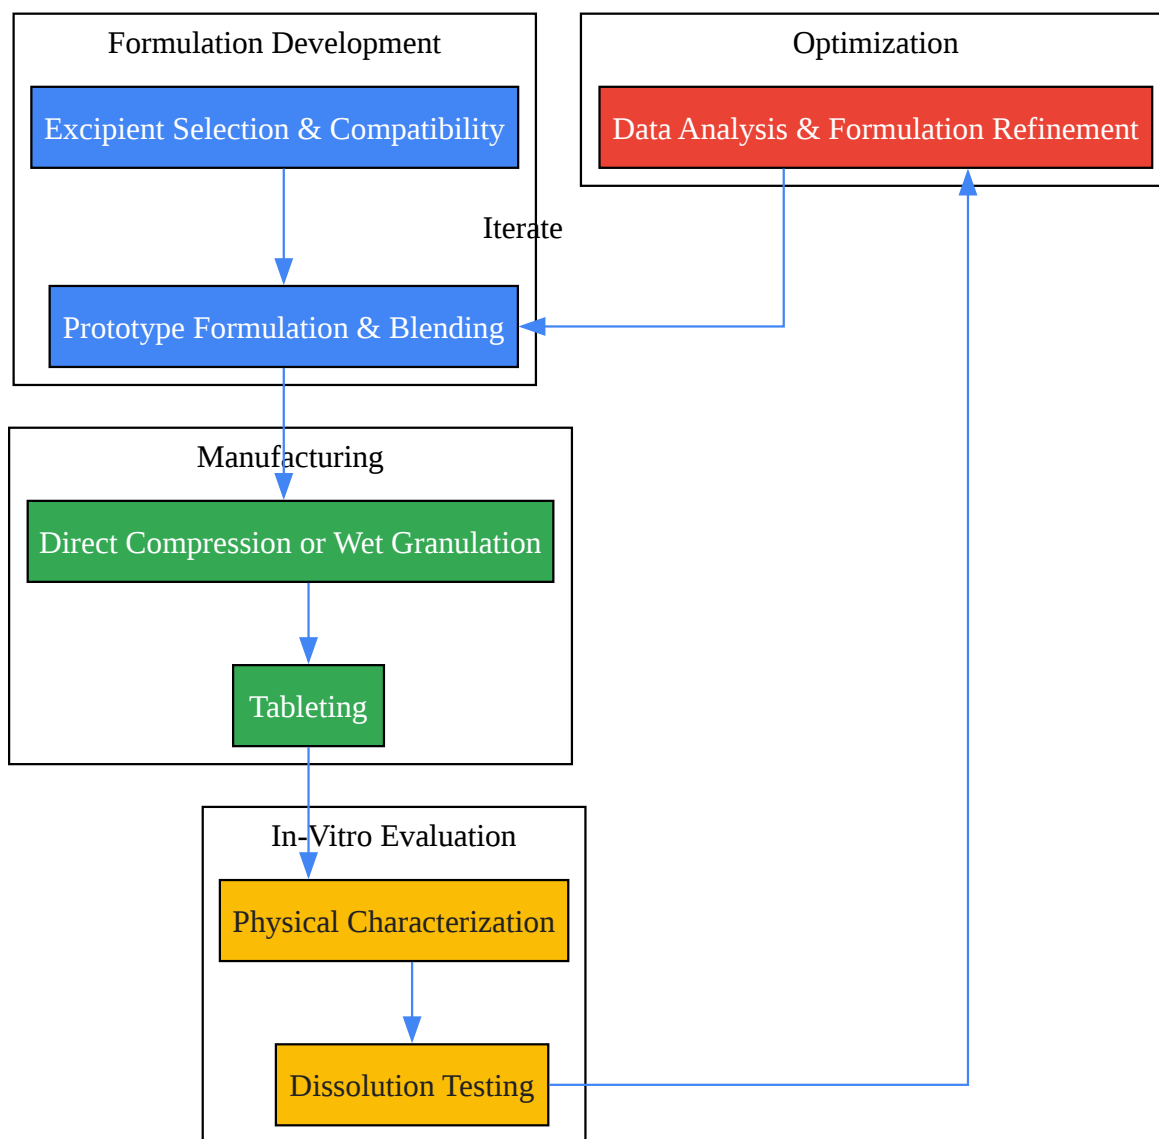 Formulation Development
Excipient Selection & Compatibility
Prototype Formulation & Blending
Optimization
Data Analysis & Formulation Refinement
Iterate
Manufacturing
Direct Compression or Wet Granulation
Tableting
In-Vitro Evaluation
Physical Characterization
Dissolution Testing